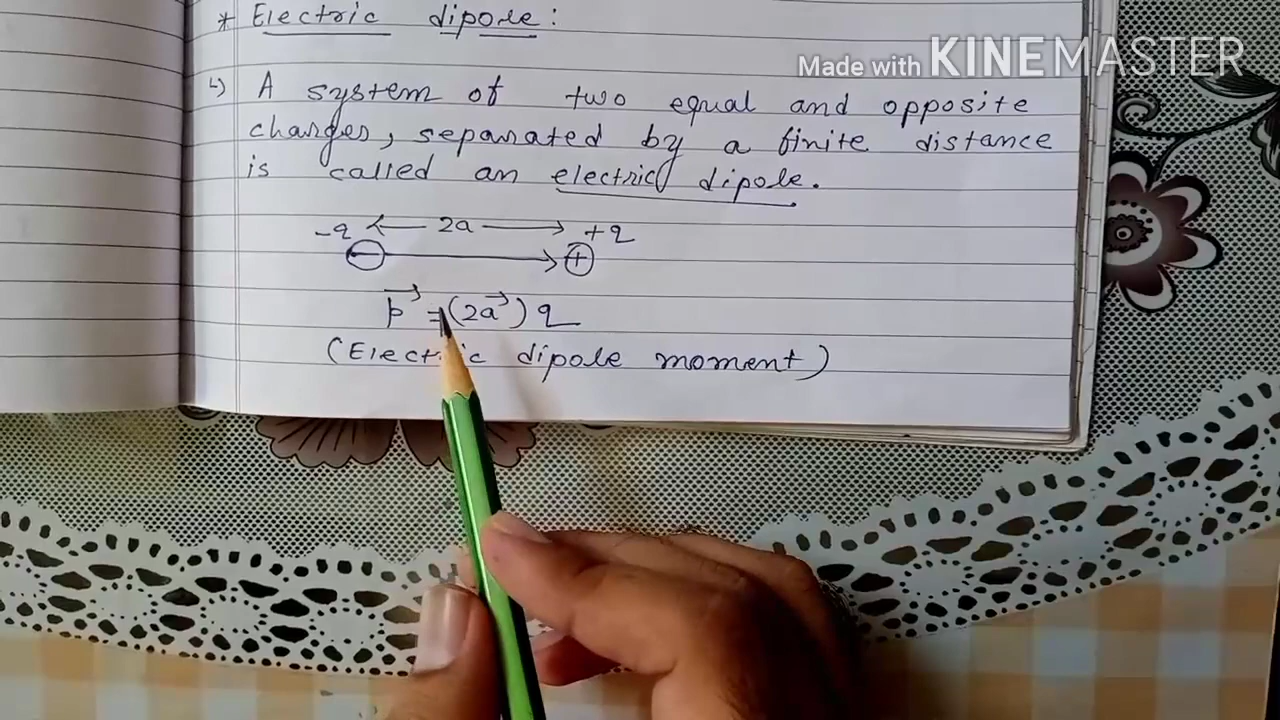 * Electric dipole:
Made with KINEMASTER
↳) A system of two equal and opposite
charges, separated by a finite distance
is called an electric dipole.
-q ← 2a → +q
− → +
p⃗ = (2a⃗) q
(Electric dipole moment)